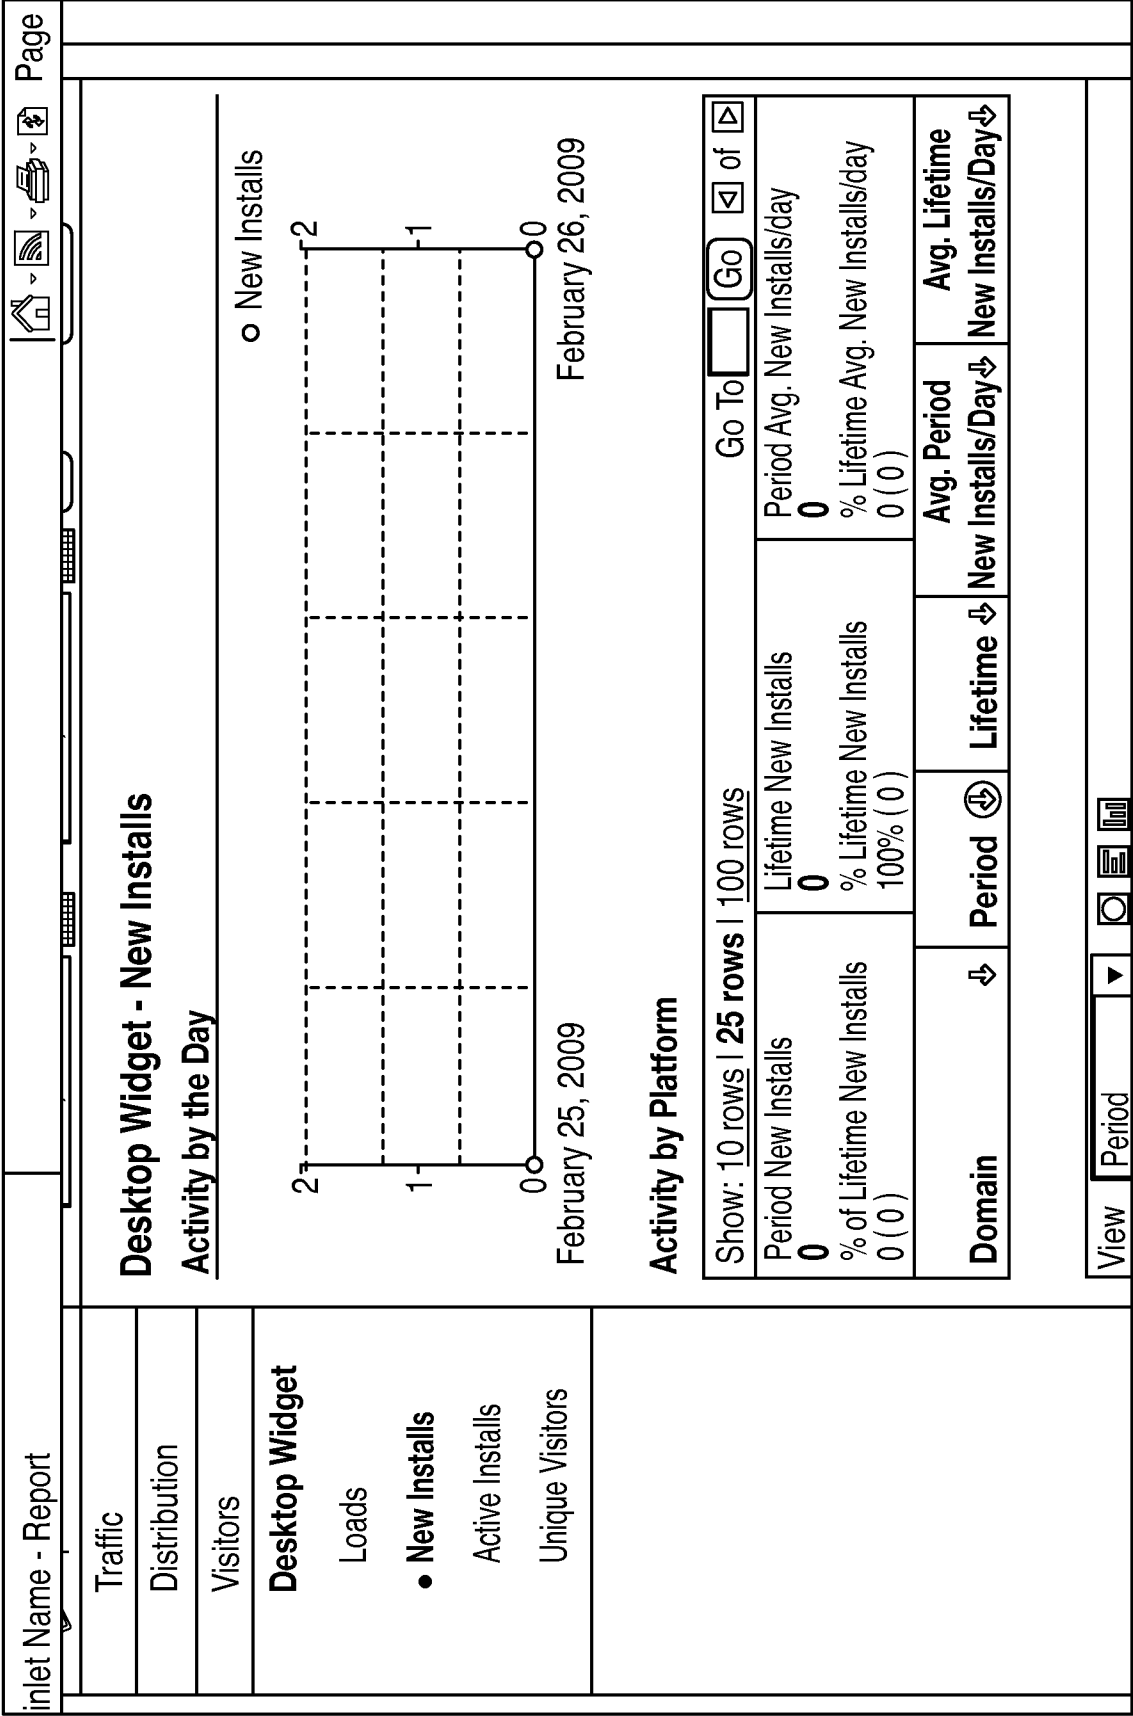 inlet Name - Report
Page
Traffic
Distribution
Visitors
Desktop Widget
Loads
• New Installs
Active Installs
Unique Visitors
Desktop Widget - New Installs
Activity by the Day
New Installs
2
1
0
2
1
0
February 25, 2009
February 26, 2009
Activity by Platform
Show: 10 rows | 25 rows | 100 rows
Go To Go of
Period New Installs
0
% of Lifetime New Installs
0 ( 0 )
Lifetime New Installs
0
% Lifetime New Installs
100% ( 0 )
Period Avg. New Installs/day
0
% Lifetime Avg. New Installs/day
0 ( 0 )
Domain
Period
Lifetime
Avg. Period
New Installs/Day
Avg. Lifetime
New Installs/Day
View Period